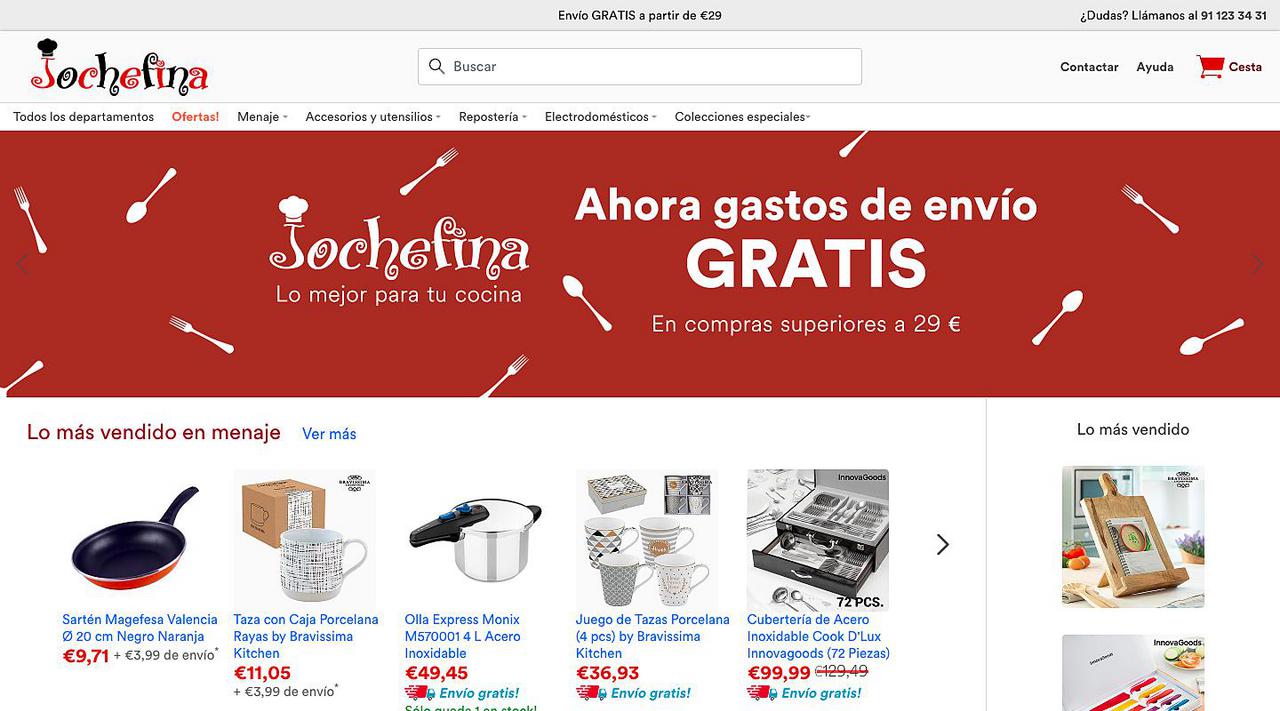 Envío GRATIS a partir de €29
¿Dudas? Llámanos al 91 123 34 31
Jochefina
Buscar
Contactar
Ayuda
Cesta
Todos los departamentos
Ofertas!
Menaje
Accesorios y utensilios
Repostería
Electrodomésticos
Colecciones especiales
Jochefina
Lo mejor para tu cocina
Ahora gastos de envío
GRATIS
En compras superiores a 29 €
Lo más vendido en menaje
Ver más
Lo más vendido
BRAVISSIMA
InnovaGoods
72 PCS.
Sartén Magefesa Valencia
Ø 20 cm Negro Naranja
€9,71 + €3,99 de envío*
Taza con Caja Porcelana
Rayas by Bravissima
Kitchen
€11,05
+ €3,99 de envío*
Olla Express Monix
M570001 4 L Acero
Inoxidable
€49,45
Envío gratis!
Sólo queda 1 en stock!
Juego de Tazas Porcelana
(4 pcs) by Bravissima
Kitchen
€36,93
Envío gratis!
Cubertería de Acero
Inoxidable Cook D'Lux
Innovagoods (72 Piezas)
€99,99 €129,49
Envío gratis!
BRAVISSIMA
InnovaGoods
InnovaGoods